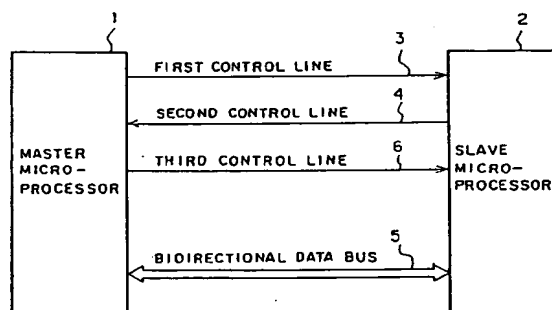 1
2
FIRST CONTROL LINE
3
SECOND CONTROL LINE
4
MASTER
MICRO-
PROCESSOR
THIRD CONTROL LINE
6
SLAVE
MICRO-
PROCESSOR
BIDIRECTIONAL DATA BUS
5